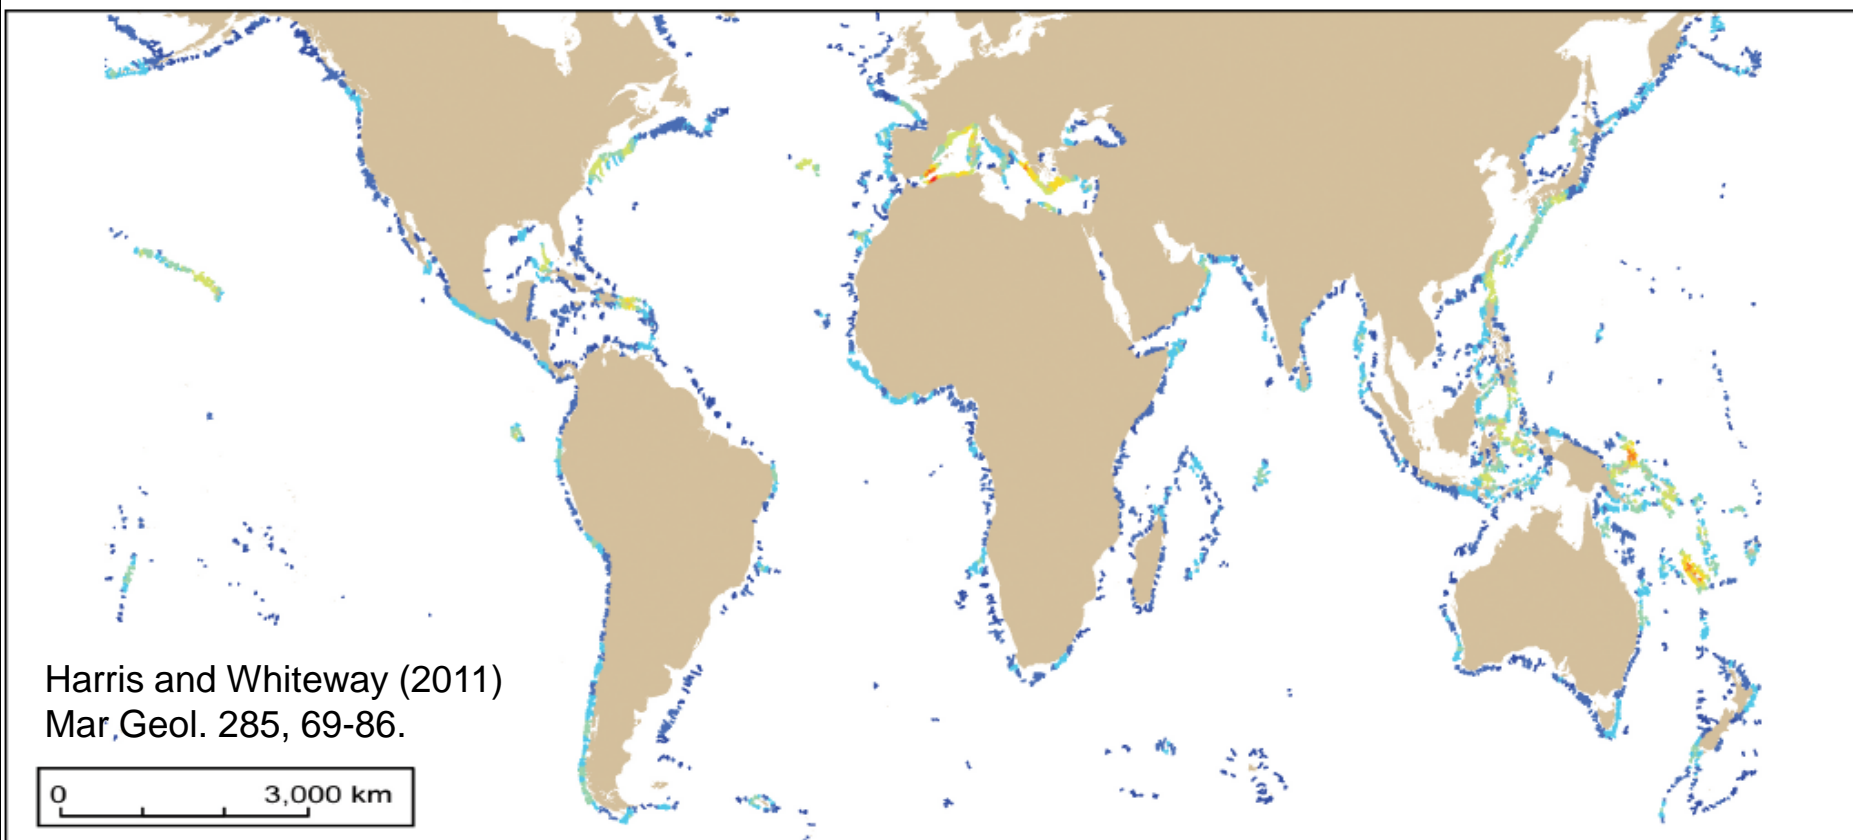 Harris and Whiteway (2011)
Mar Geol. 285, 69-86.
0 3,000 km